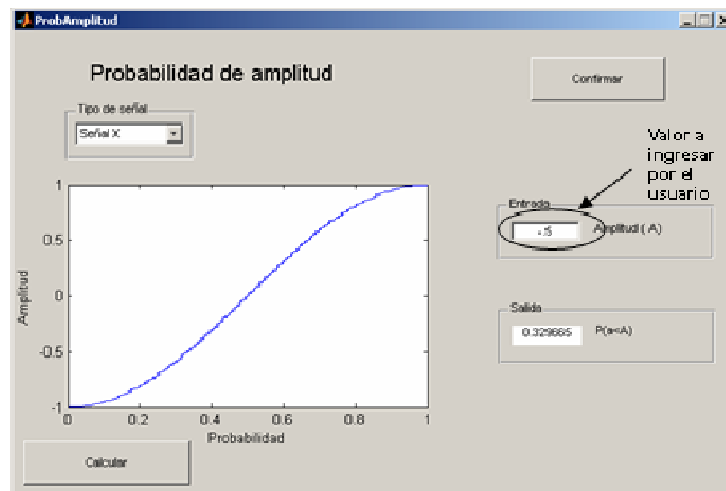 ProbAmplitud
Probabilidad de amplitud
Confirmar
Tipo de señal
Señal X
Valor a
ingresar
por el
usuario
Entrada
-.5
Amplitud ( A)
Salida
0.329665
P(a<A)
Amplitud
1
0.5
0
-0.5
-1
0
0.2
0.4
0.6
0.8
1
Probabilidad
Calcular